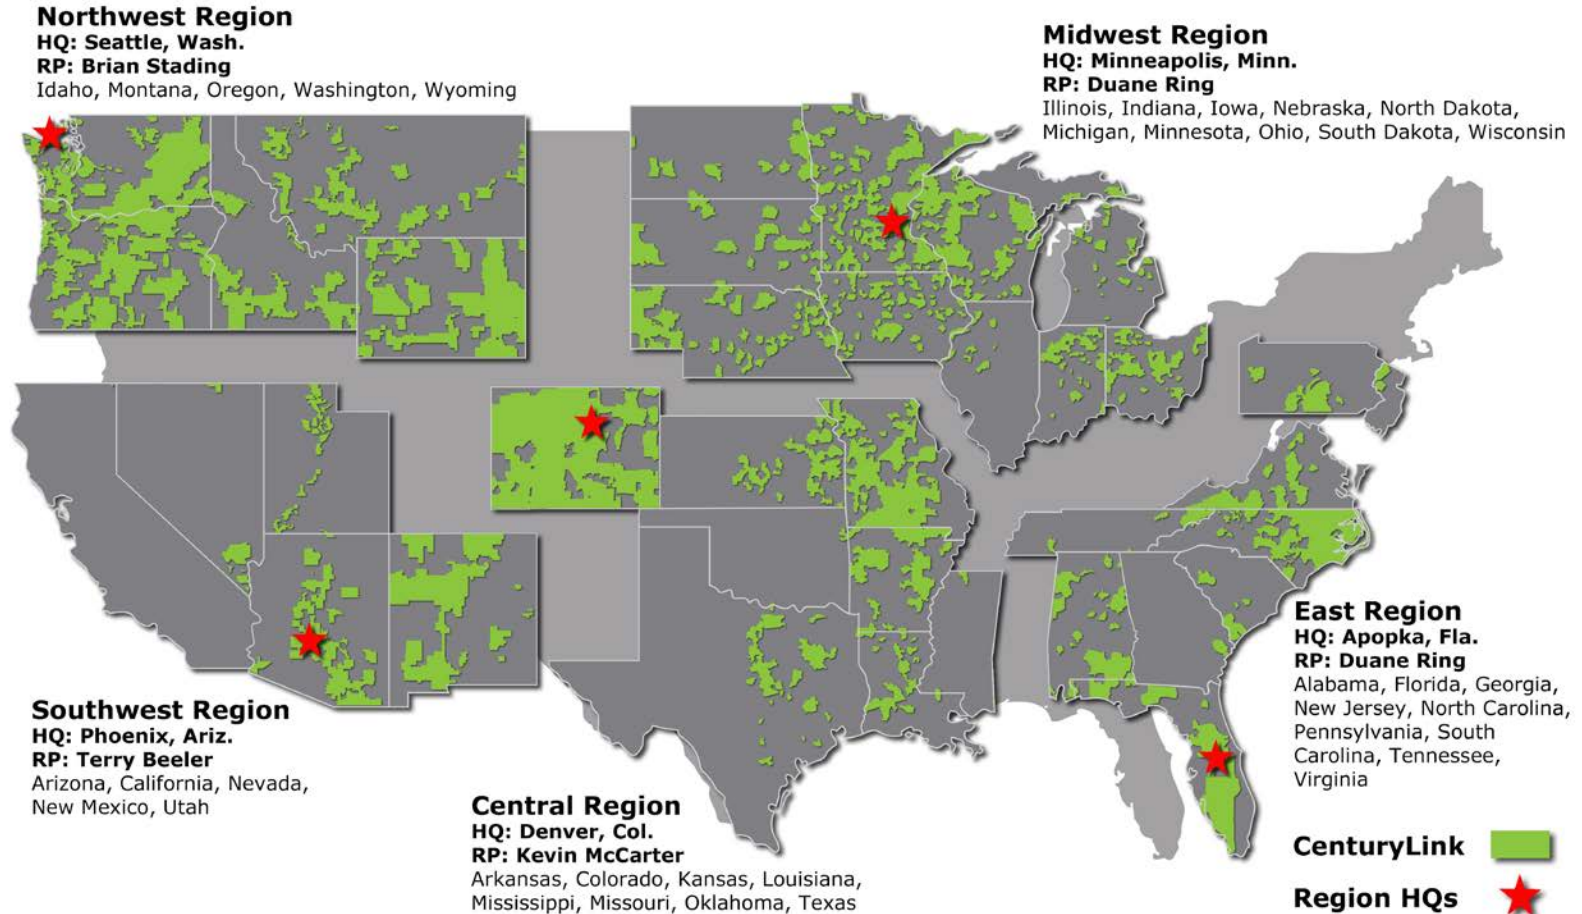 Northwest Region
HQ: Seattle, Wash.
RP: Brian Stading
Idaho, Montana, Oregon, Washington, Wyoming
Midwest Region
HQ: Minneapolis, Minn.
RP: Duane Ring
Illinois, Indiana, Iowa, Nebraska, North Dakota,
Michigan, Minnesota, Ohio, South Dakota, Wisconsin
Southwest Region
HQ: Phoenix, Ariz.
RP: Terry Beeler
Arizona, California, Nevada,
New Mexico, Utah
Central Region
HQ: Denver, Col.
RP: Kevin McCarter
Arkansas, Colorado, Kansas, Louisiana,
Mississippi, Missouri, Oklahoma, Texas
East Region
HQ: Apopka, Fla.
RP: Duane Ring
Alabama, Florida, Georgia,
New Jersey, North Carolina,
Pennsylvania, South
Carolina, Tennessee,
Virginia
CenturyLink
Region HQs